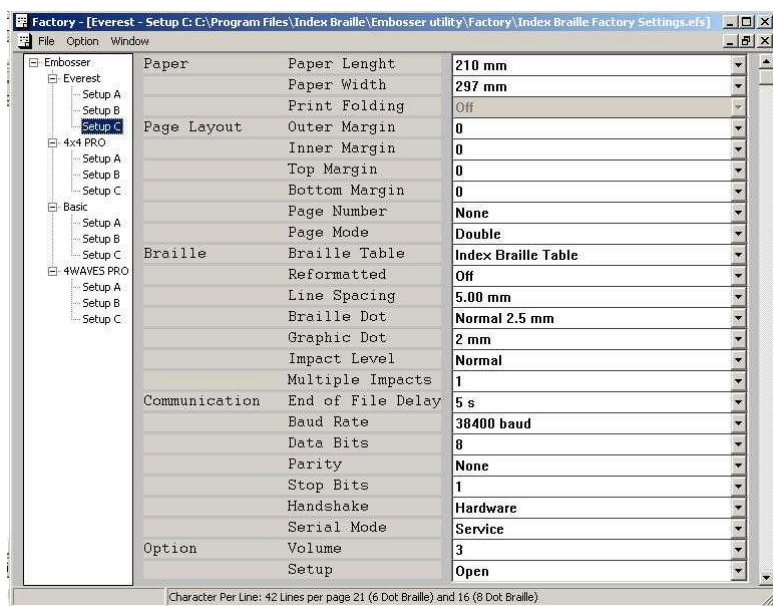 Factory - [Everest - Setup C: C:\Program Files\Index Braille\Embosser utility\Factory\Index Braille Factory Settings.efs]
File Option Window
Embosser
Everest
Setup A
Setup B
Setup C
4x4 PRO
Setup A
Setup B
Setup C
Basic
Setup A
Setup B
Setup C
4WAVES PRO
Setup A
Setup B
Setup C
Paper Paper Lenght 210 mm
Paper Width 297 mm
Print Folding Off
Page Layout Outer Margin 0
Inner Margin 0
Top Margin 0
Bottom Margin 0
Page Number None
Page Mode Double
Braille Braille Table Index Braille Table
Reformatted Off
Line Spacing 5.00 mm
Braille Dot Normal 2.5 mm
Graphic Dot 2 mm
Impact Level Normal
Multiple Impacts 1
Communication End of File Delay 5 s
Baud Rate 38400 baud
Data Bits 8
Parity None
Stop Bits 1
Handshake Hardware
Serial Mode Service
Option Volume 3
Setup Open
Character Per Line: 42 Lines per page 21 (6 Dot Braille) and 16 (8 Dot Braille)